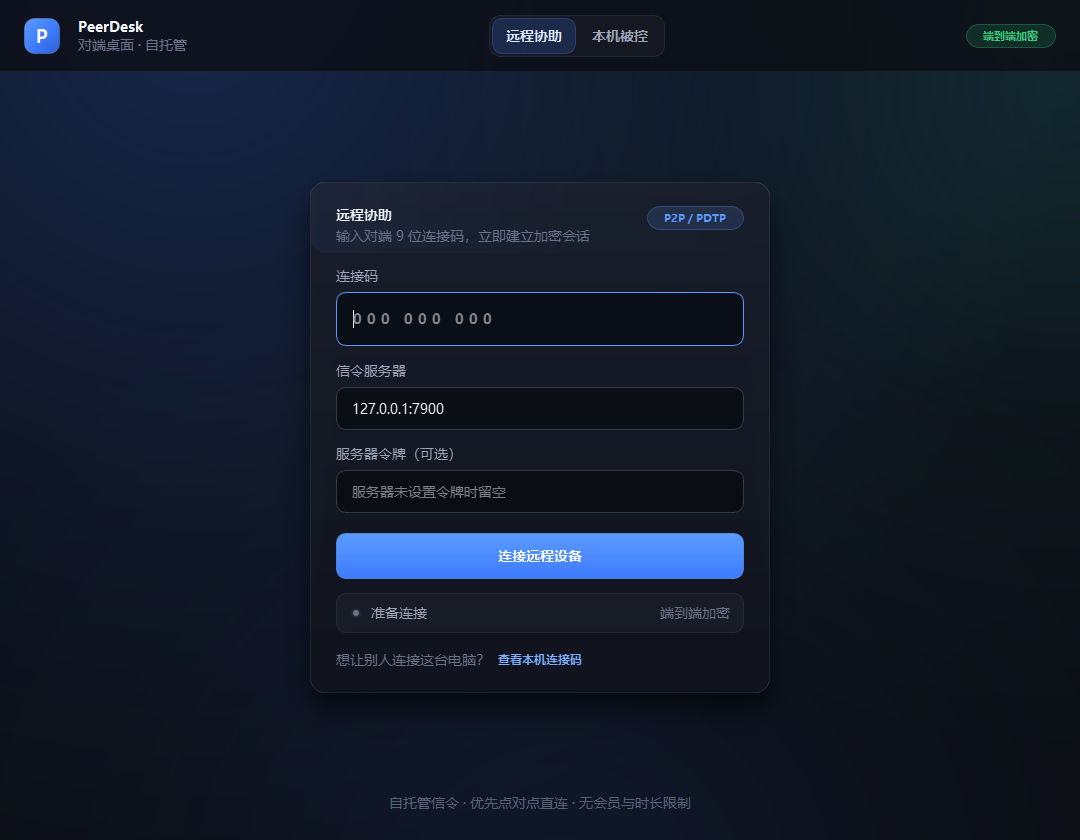 P
PeerDesk
对端桌面 · 自托管
远程协助
本机被控
端到端加密
远程协助
输入对端 9 位连接码，立即建立加密会话
P2P / PDTP
连接码
000 000 000
信令服务器
127.0.0.1:7900
服务器令牌（可选）
服务器未设置令牌时留空
连接远程设备
准备连接
端到端加密
想让别人连接这台电脑？ 查看本机连接码
自托管信令 · 优先点对点直连 · 无会员与时长限制